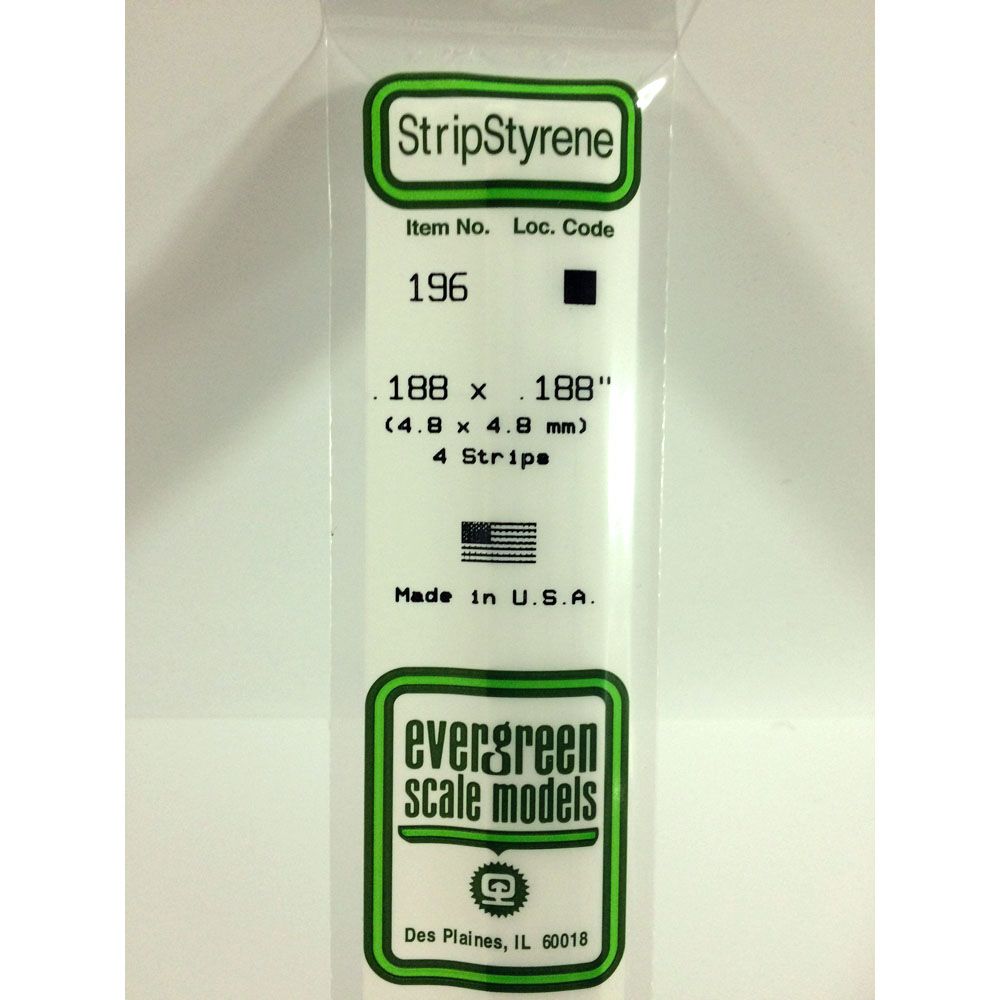 StripStyrene
Item No. Loc. Code
196
.188 x .188"
(4.8 x 4.8 mm)
4 Strips
Made in U.S.A.
evergreen
scale models
Des Plaines, IL 60018